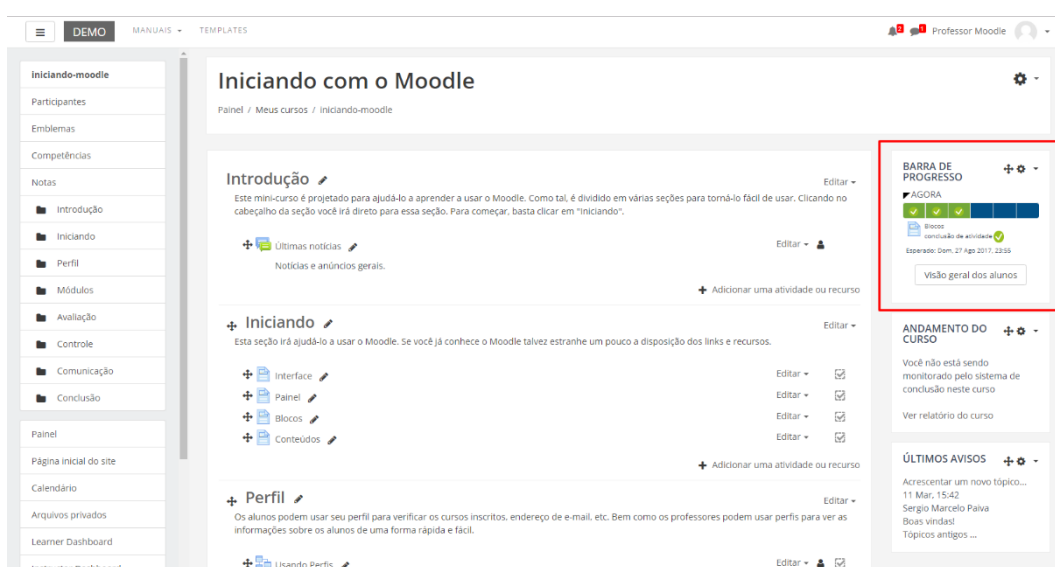 DEMO MANUAIS TEMPLATES 2 1 Professor Moodle
iniciando-moodle
Participantes
Emblemas
Competências
Notas
Introdução
Iniciando
Perfil
Módulos
Avaliação
Controle
Comunicação
Conclusão
Painel
Página inicial do site
Calendário
Arquivos privados
Learner Dashboard
Instructor Dashboard
Iniciando com o Moodle
Painel / Meus cursos / iniciando-moodle
Introdução
Editar
Este mini-curso é projetado para ajudá-lo a aprender a usar o Moodle. Como tal, é dividido em várias seções para torná-lo fácil de usar. Clicando no
cabeçalho da seção você irá direto para essa seção. Para começar, basta clicar em "Iniciando".
Últimas notícias Editar
Notícias e anúncios gerais.
Adicionar uma atividade ou recurso
Iniciando
Editar
Esta seção irá ajudá-lo a usar o Moodle. Se você já conhece o Moodle talvez estranhe um pouco a disposição dos links e recursos.
Interface Editar
Painel Editar
Blocos Editar
Conteúdos Editar
Adicionar uma atividade ou recurso
Perfil
Editar
Os alunos podem usar seu perfil para verificar os cursos inscritos, endereço de e-mail, etc. Bem como os professores podem usar perfis para ver as
informações sobre os alunos de uma forma rápida e fácil.
Usando Perfis Editar
BARRA DE
PROGRESSO
AGORA
Blocos
conclusão de atividade
Esperado: Dom, 27 Ago 2017, 23:55
Visão geral dos alunos
ANDAMENTO DO
CURSO
Você não está sendo
monitorado pelo sistema de
conclusão neste curso
Ver relatório do curso
ÚLTIMOS AVISOS
Acrescentar um novo tópico...
11 Mar, 15:42
Sergio Marcelo Paiva
Boas vindas!
Tópicos antigos ...